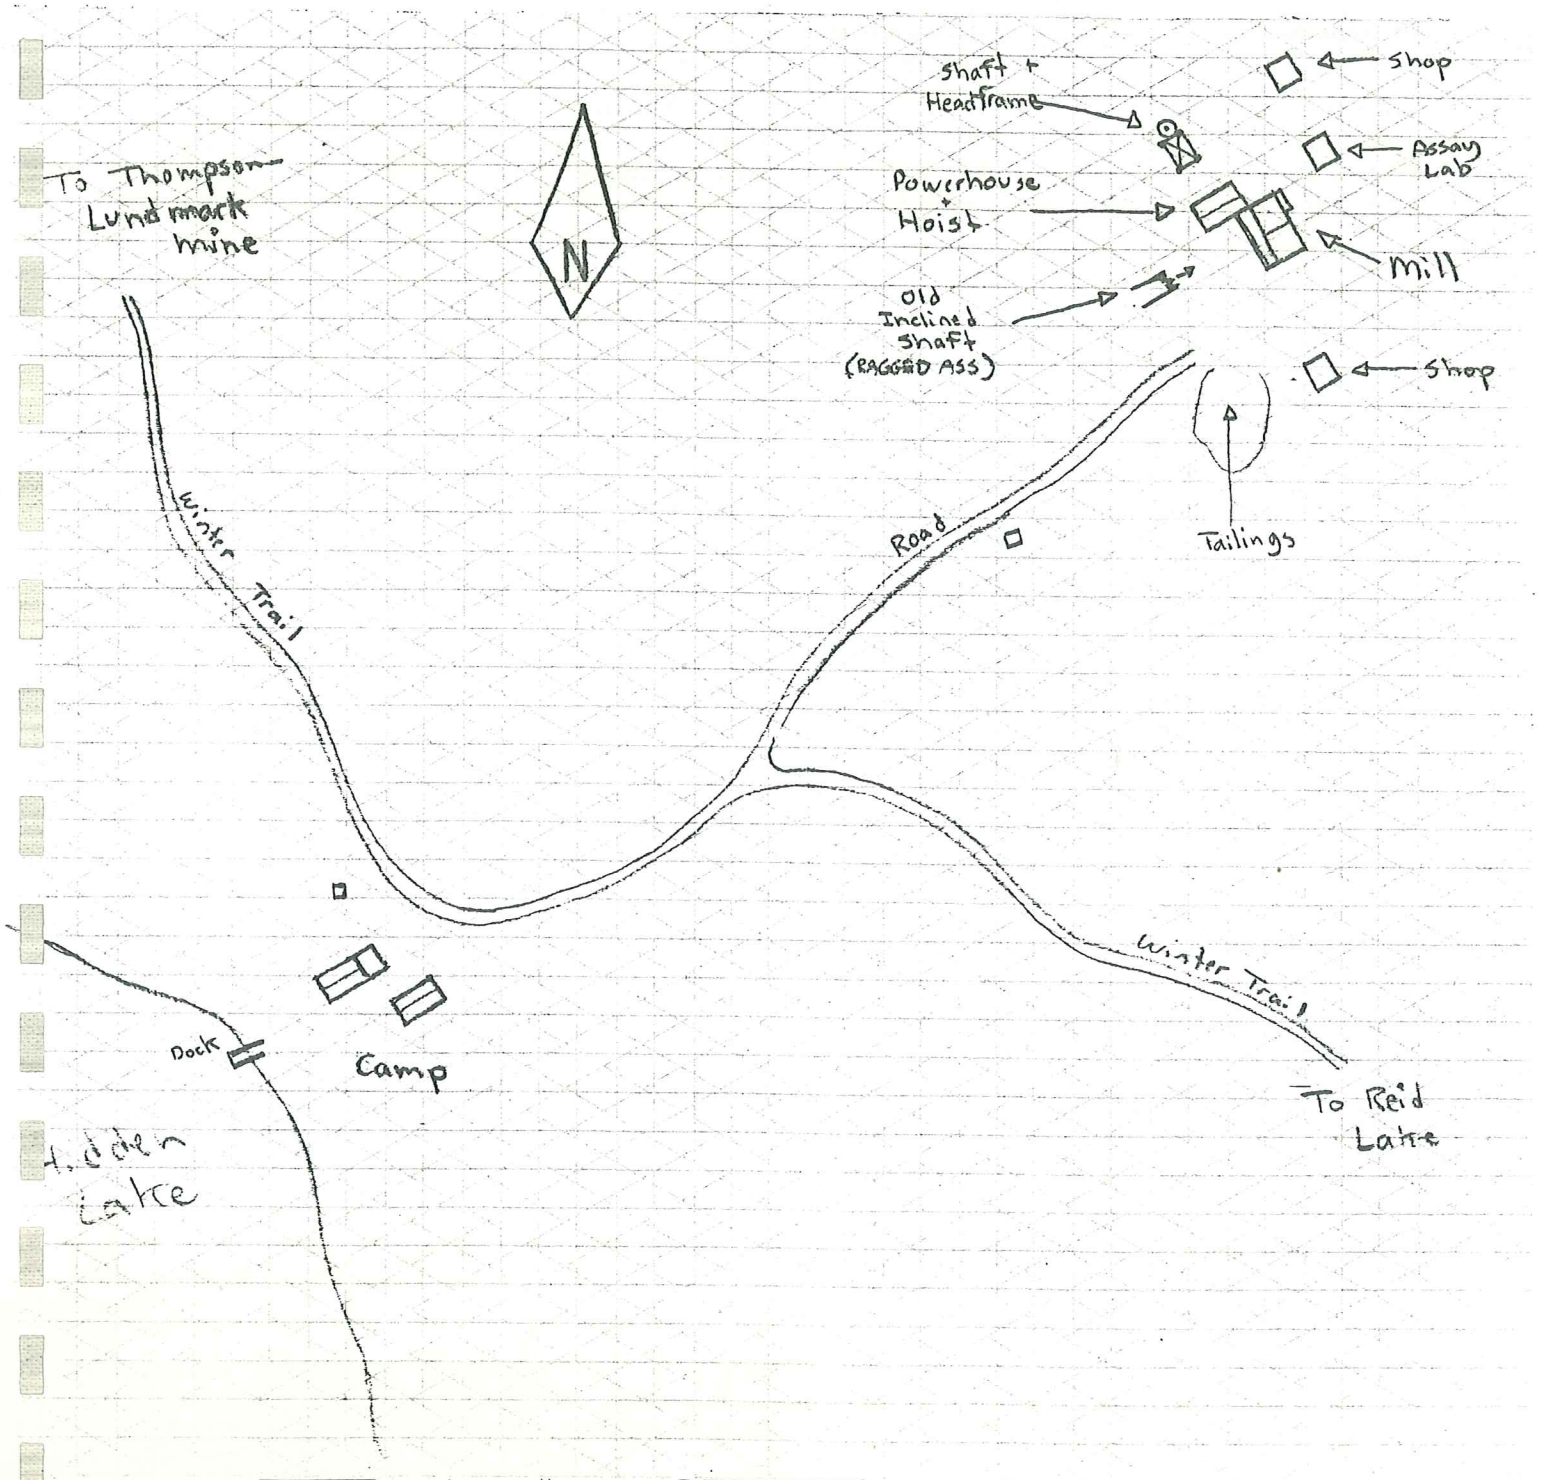 Shaft +
Headframe
Shop
Assay
Lab
Powerhouse
+
Hoist
Mill
To Thompson
Lundmark
mine
N
Old
Inclined
Shaft
(RAGGED ASS)
Shop
Tailings
Winter Trail
Road
Winter Trail
Dock
Camp
To Reid
Lake
Hidden
Lake